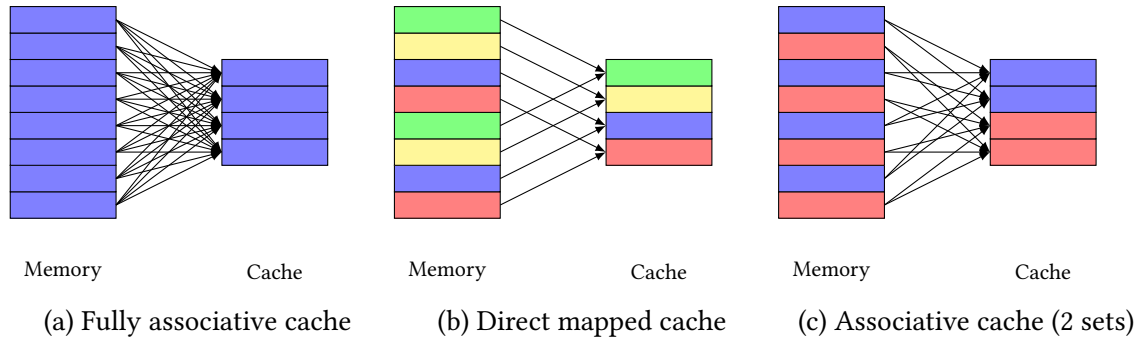 Memory
Cache
(a) Fully associative cache
Memory
Cache
(b) Direct mapped cache
Memory
Cache
(c) Associative cache (2 sets)